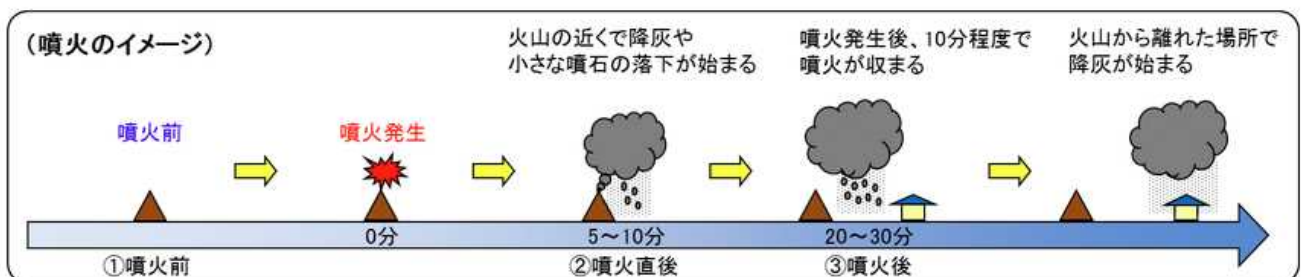 (噴火のイメージ)
火山の近くで降灰や
小さな噴石の落下が始まる
噴火発生後、10分程度で
噴火が収まる
火山から離れた場所で
降灰が始まる
噴火前
噴火発生
0分
5～10分
20～30分
①噴火前
②噴火直後
③噴火後